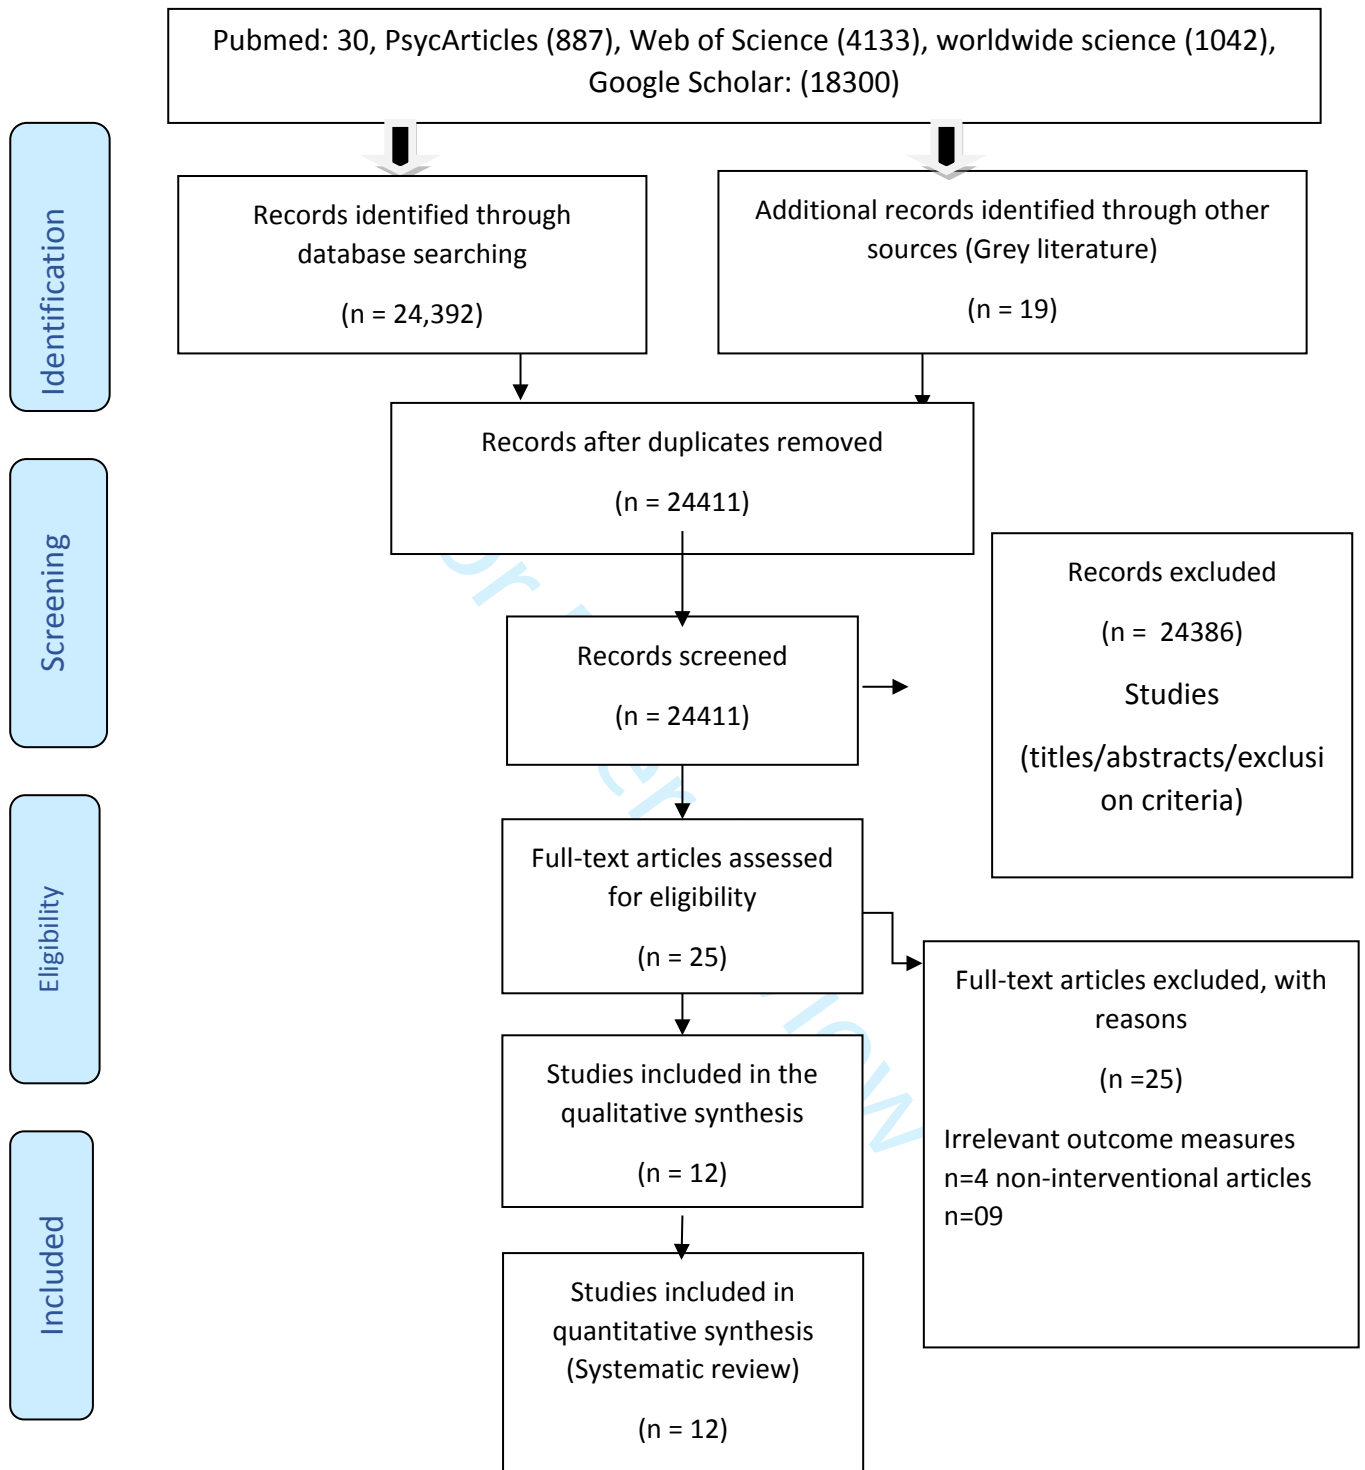 Pubmed: 30, PsycArticles (887), Web of Science (4133), worldwide science (1042),
Google Scholar: (18300)
Identification
Records identified through
database searching
(n = 24,392)
Additional records identified through other
sources (Grey literature)
(n = 19)
Records after duplicates removed
(n = 24411)
Screening
Records screened
(n = 24411)
Records excluded
(n = 24386)
Studies
(titles/abstracts/exclusi
on criteria)
Eligibility
Full-text articles assessed
for eligibility
(n = 25)
Full-text articles excluded, with
reasons
(n =25)
Irrelevant outcome measures
n=4 non-interventional articles
n=09
Studies included in the
qualitative synthesis
(n = 12)
Included
Studies included in
quantitative synthesis
(Systematic review)
(n = 12)